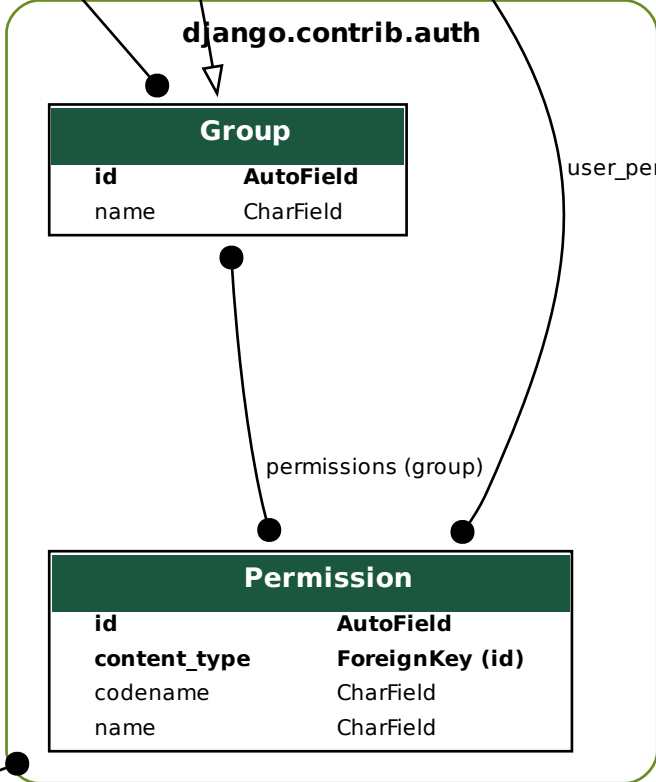 django.contrib.auth
Group
id AutoField
name CharField
user_per
permissions (group)
Permission
id AutoField
content_type ForeignKey (id)
codename CharField
name CharField